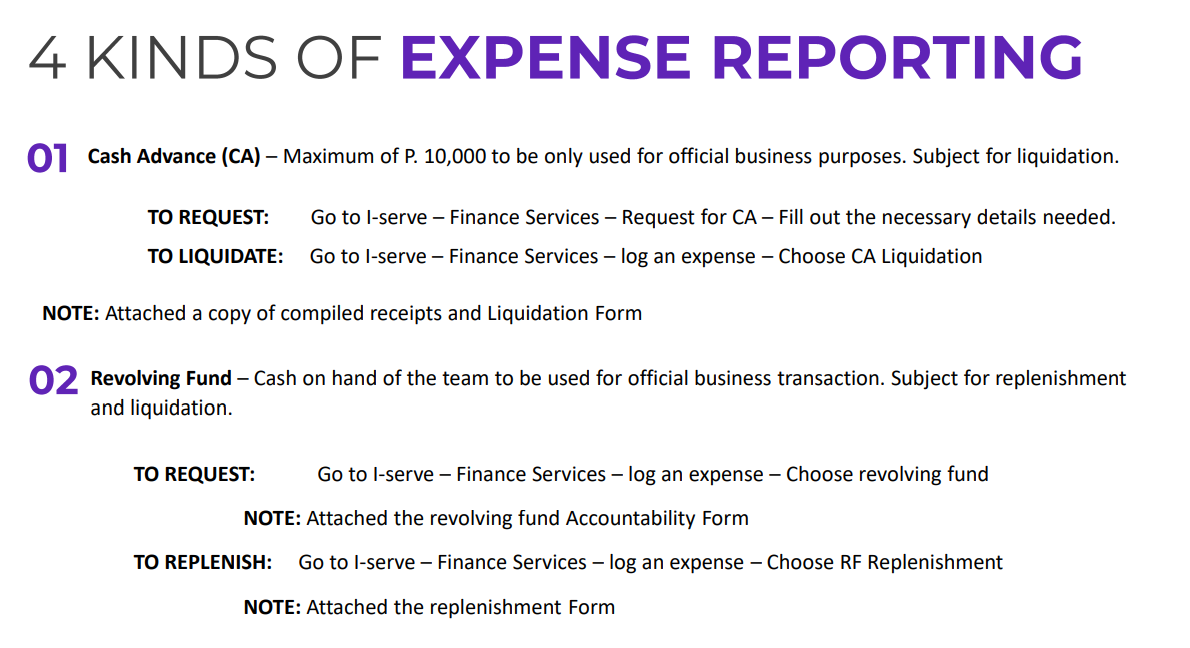 4 KINDS OF EXPENSE REPORTING
01 Cash Advance (CA) – Maximum of P. 10,000 to be only used for official business purposes. Subject for liquidation.
TO REQUEST: Go to I-serve – Finance Services – Request for CA – Fill out the necessary details needed.
TO LIQUIDATE: Go to I-serve – Finance Services – log an expense – Choose CA Liquidation
NOTE: Attached a copy of compiled receipts and Liquidation Form
02 Revolving Fund – Cash on hand of the team to be used for official business transaction. Subject for replenishment
and liquidation.
TO REQUEST: Go to I-serve – Finance Services – log an expense – Choose revolving fund
NOTE: Attached the revolving fund Accountability Form
TO REPLENISH: Go to I-serve – Finance Services – log an expense – Choose RF Replenishment
NOTE: Attached the replenishment Form